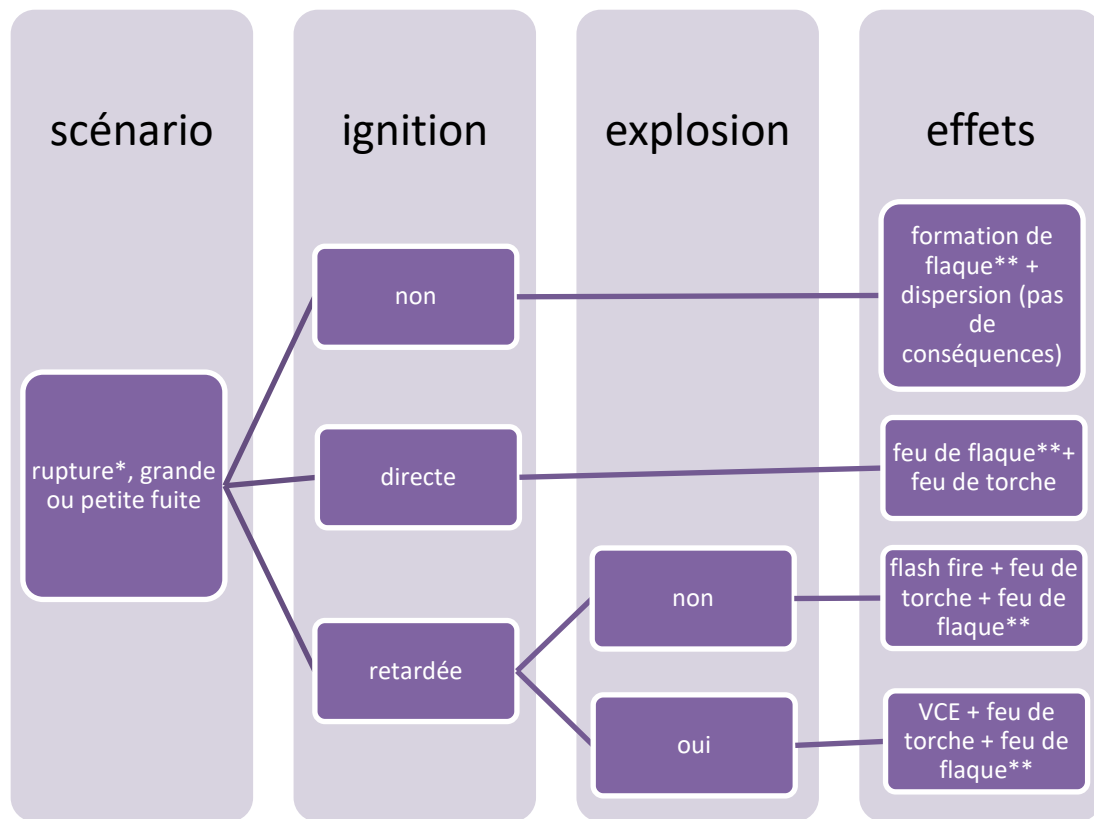 scénario
ignition
explosion
effets
rupture*, grande
ou petite fuite
non
directe
retardée
non
oui
formation de
flaque** +
dispersion (pas
de
conséquences)
feu de flaque**+
feu de torche
flash fire + feu de
torche + feu de
flaque**
VCE + feu de
torche + feu de
flaque**